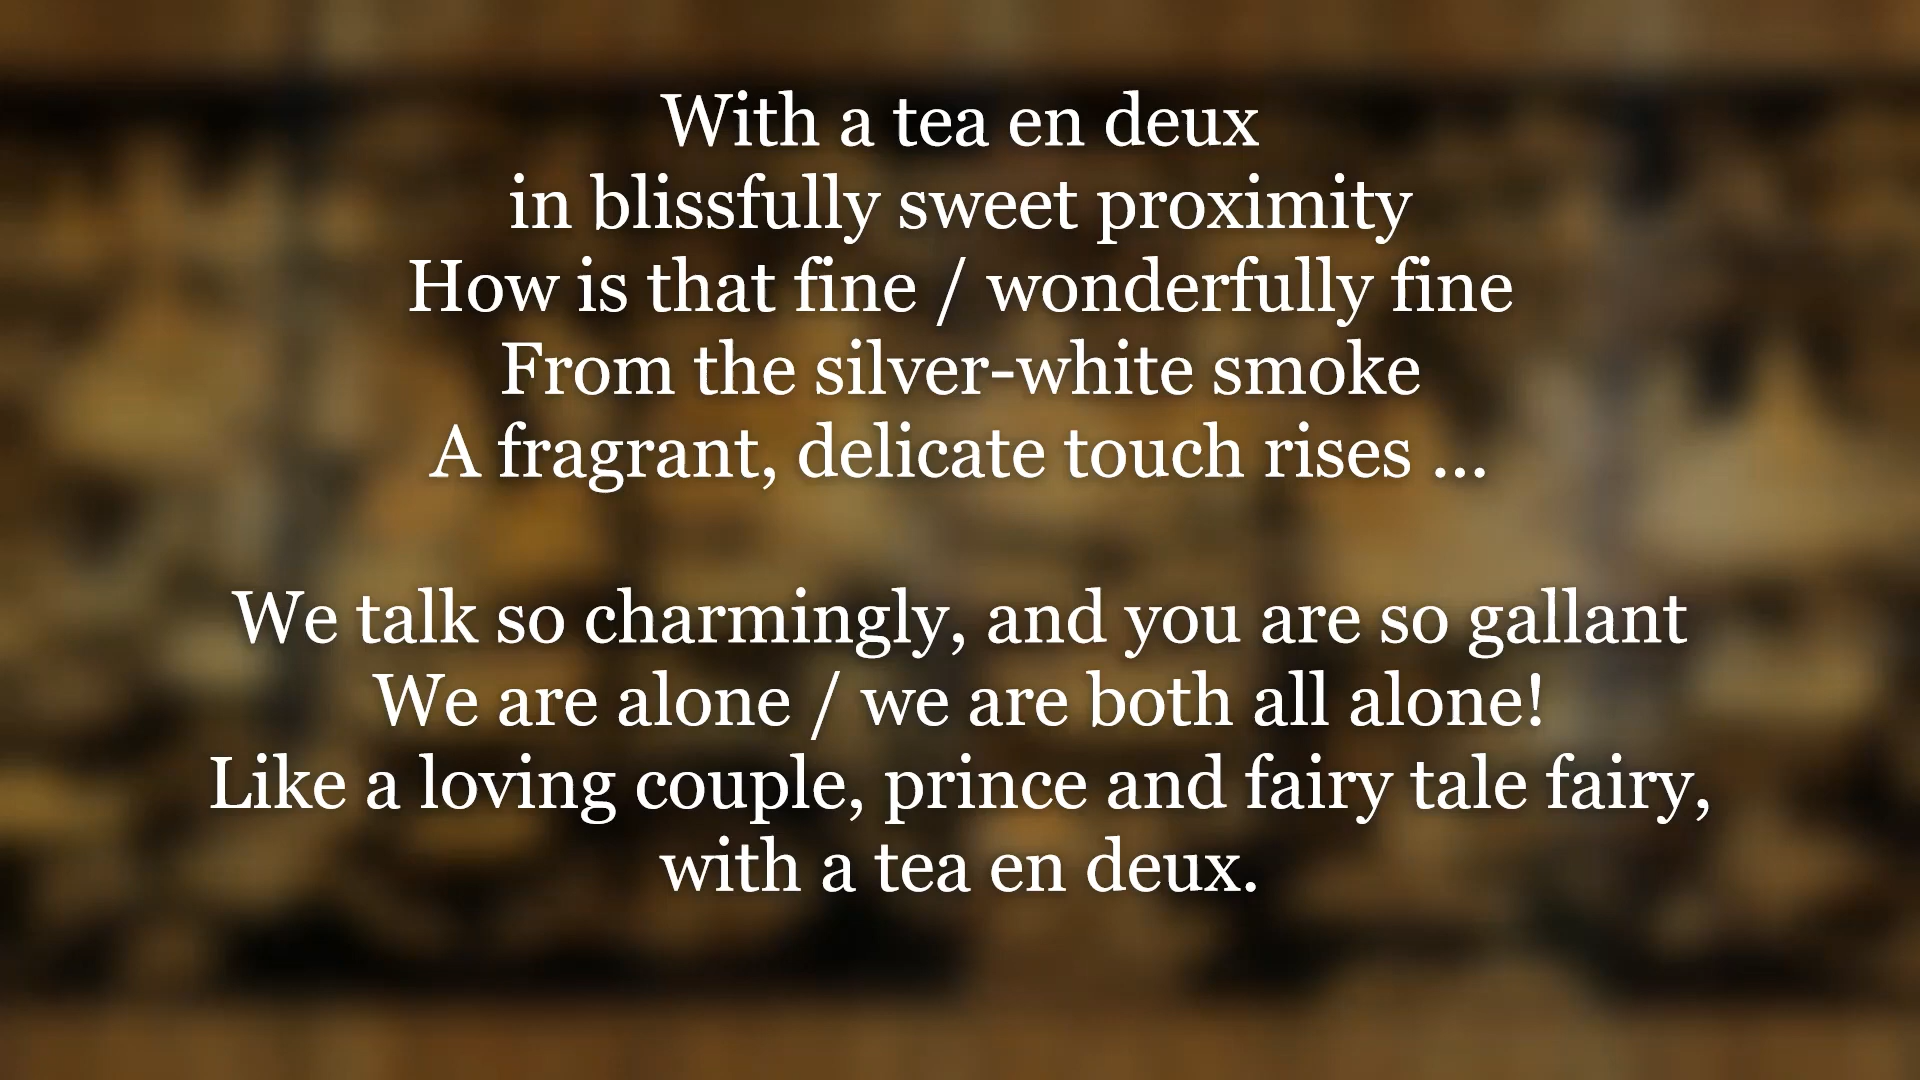 With a tea en deux
in blissfully sweet proximity
How is that fine / wonderfully fine
From the silver-white smoke
A fragrant, delicate touch rises ...
We talk so charmingly, and you are so gallant
We are alone / we are both all alone!
Like a loving couple, prince and fairy tale fairy,
with a tea en deux.